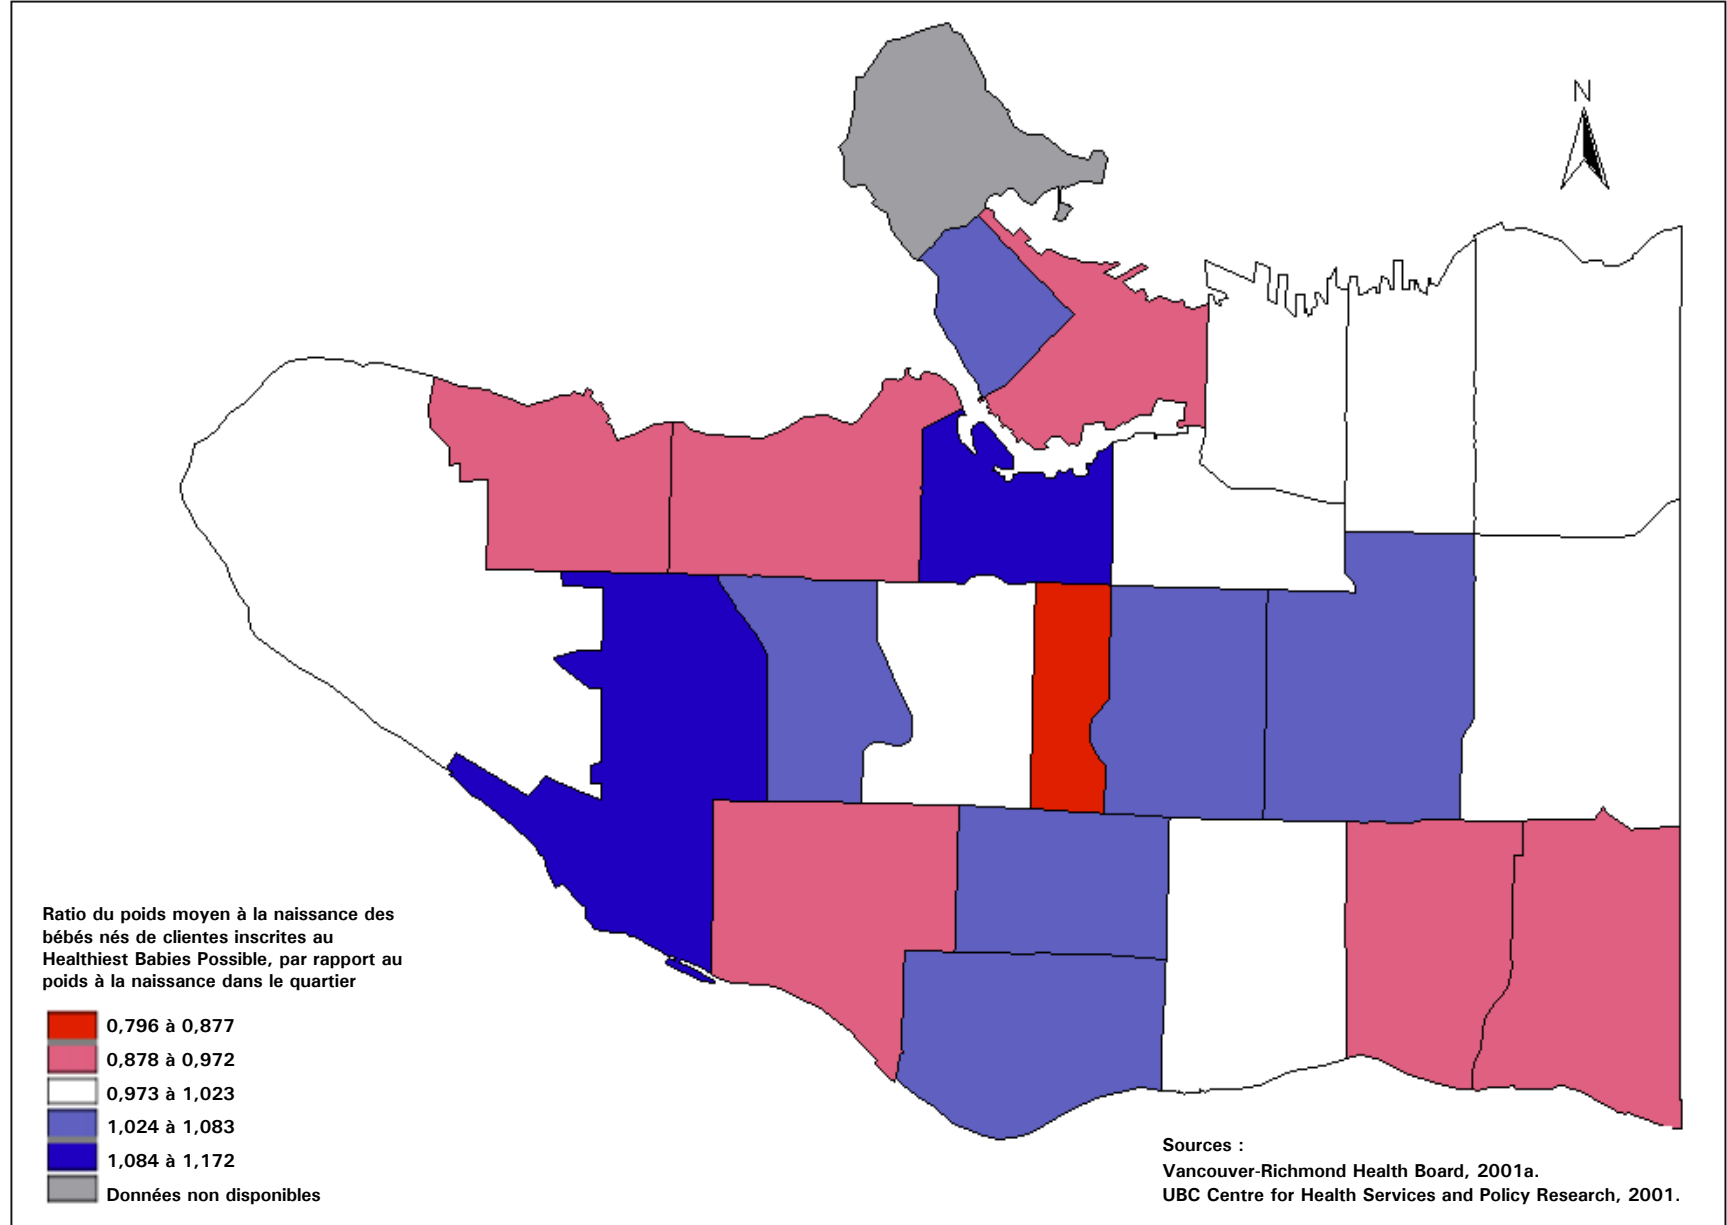 N
Ratio du poids moyen à la naissance des
bébés nés de clientes inscrites au
Healthiest Babies Possible, par rapport au
poids à la naissance dans le quartier
0,796 à 0,877
0,878 à 0,972
0,973 à 1,023
1,024 à 1,083
1,084 à 1,172
Données non disponibles
Sources :
Vancouver-Richmond Health Board, 2001a.
UBC Centre for Health Services and Policy Research, 2001.